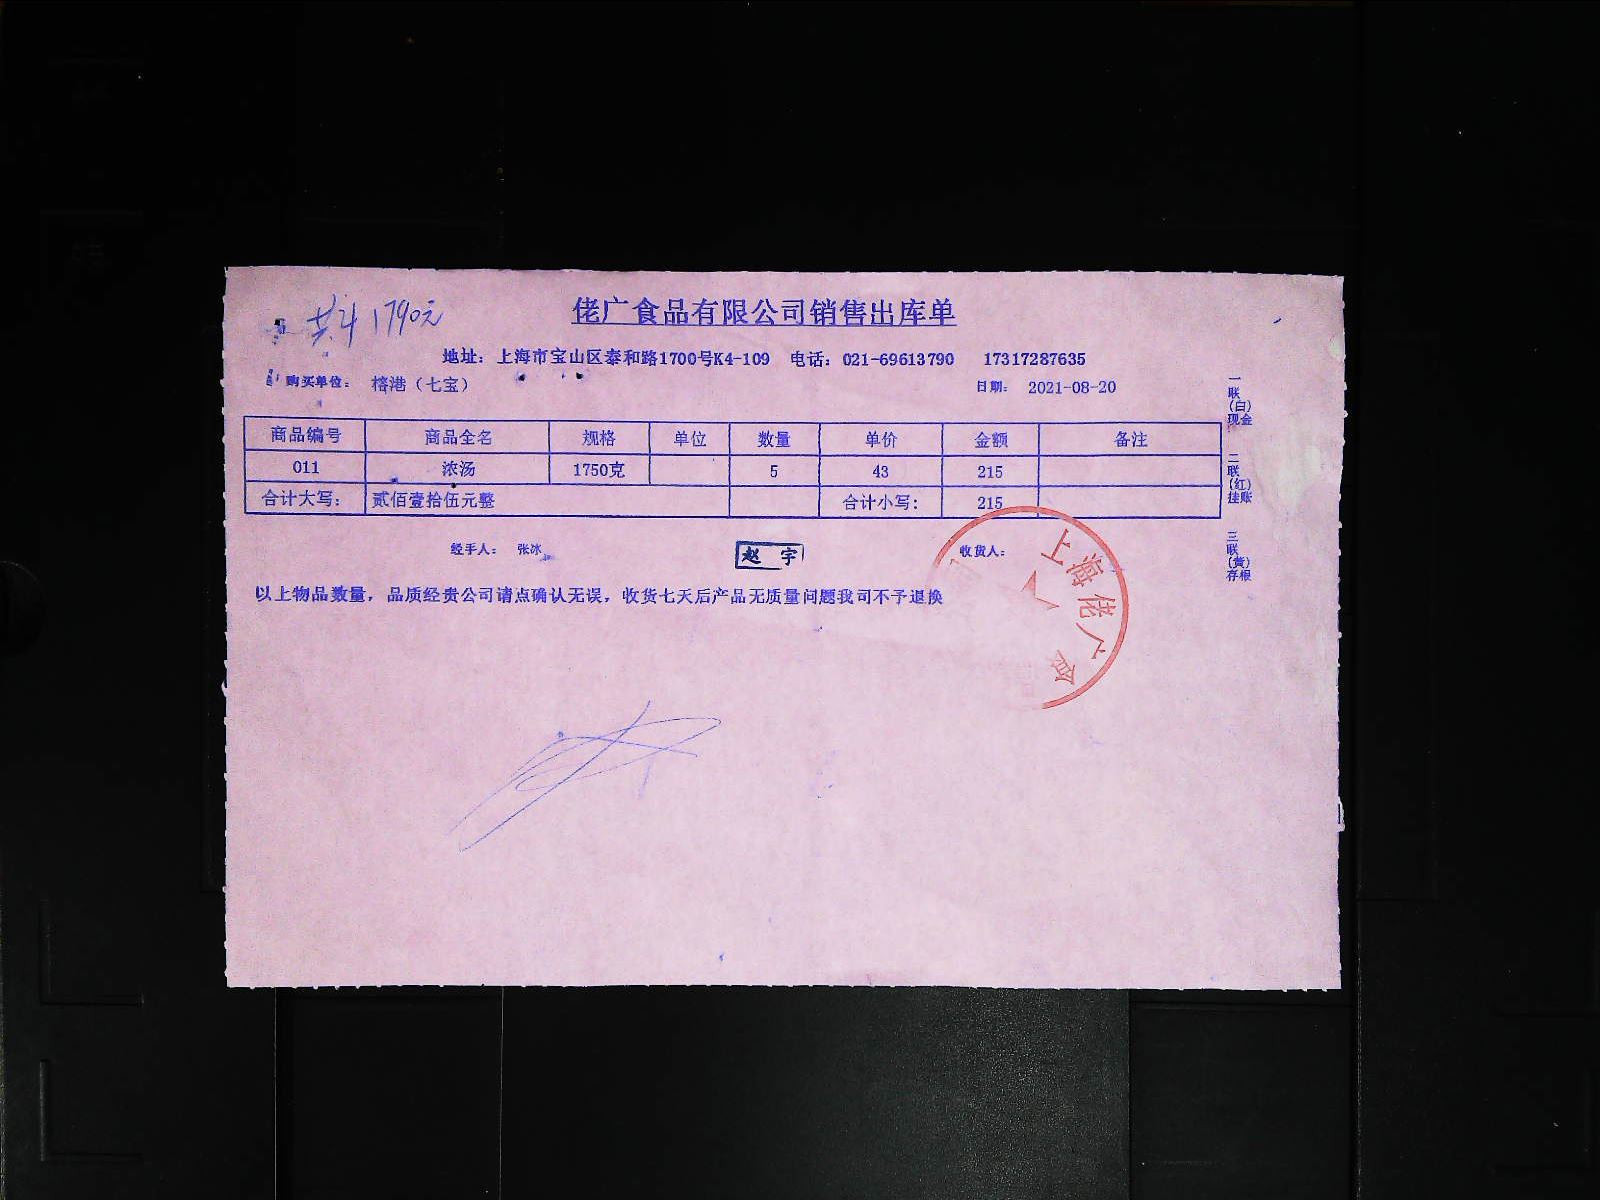 共计1790元
佬广食品有限公司销售出库单
地址：上海市宝山区泰和路1700号K4-109 电话：021-69613790 17317287635
购买单位： 榕港（七宝） 日期： 2021-08-20
商品编号 商品全名 规格 单位 数量 单价 金额 备注
011 浓汤 1750克 5 43 215
合计大写： 贰佰壹拾伍元整 合计小写： 215
经手人： 张冰 赵宇 收货人：
以上物品数量，品质经贵公司请点确认无误，收货七天后产品无质量问题我司不予退换
一联(白)现金
二联(红)挂账
三联(黄)存根
上海佬广食